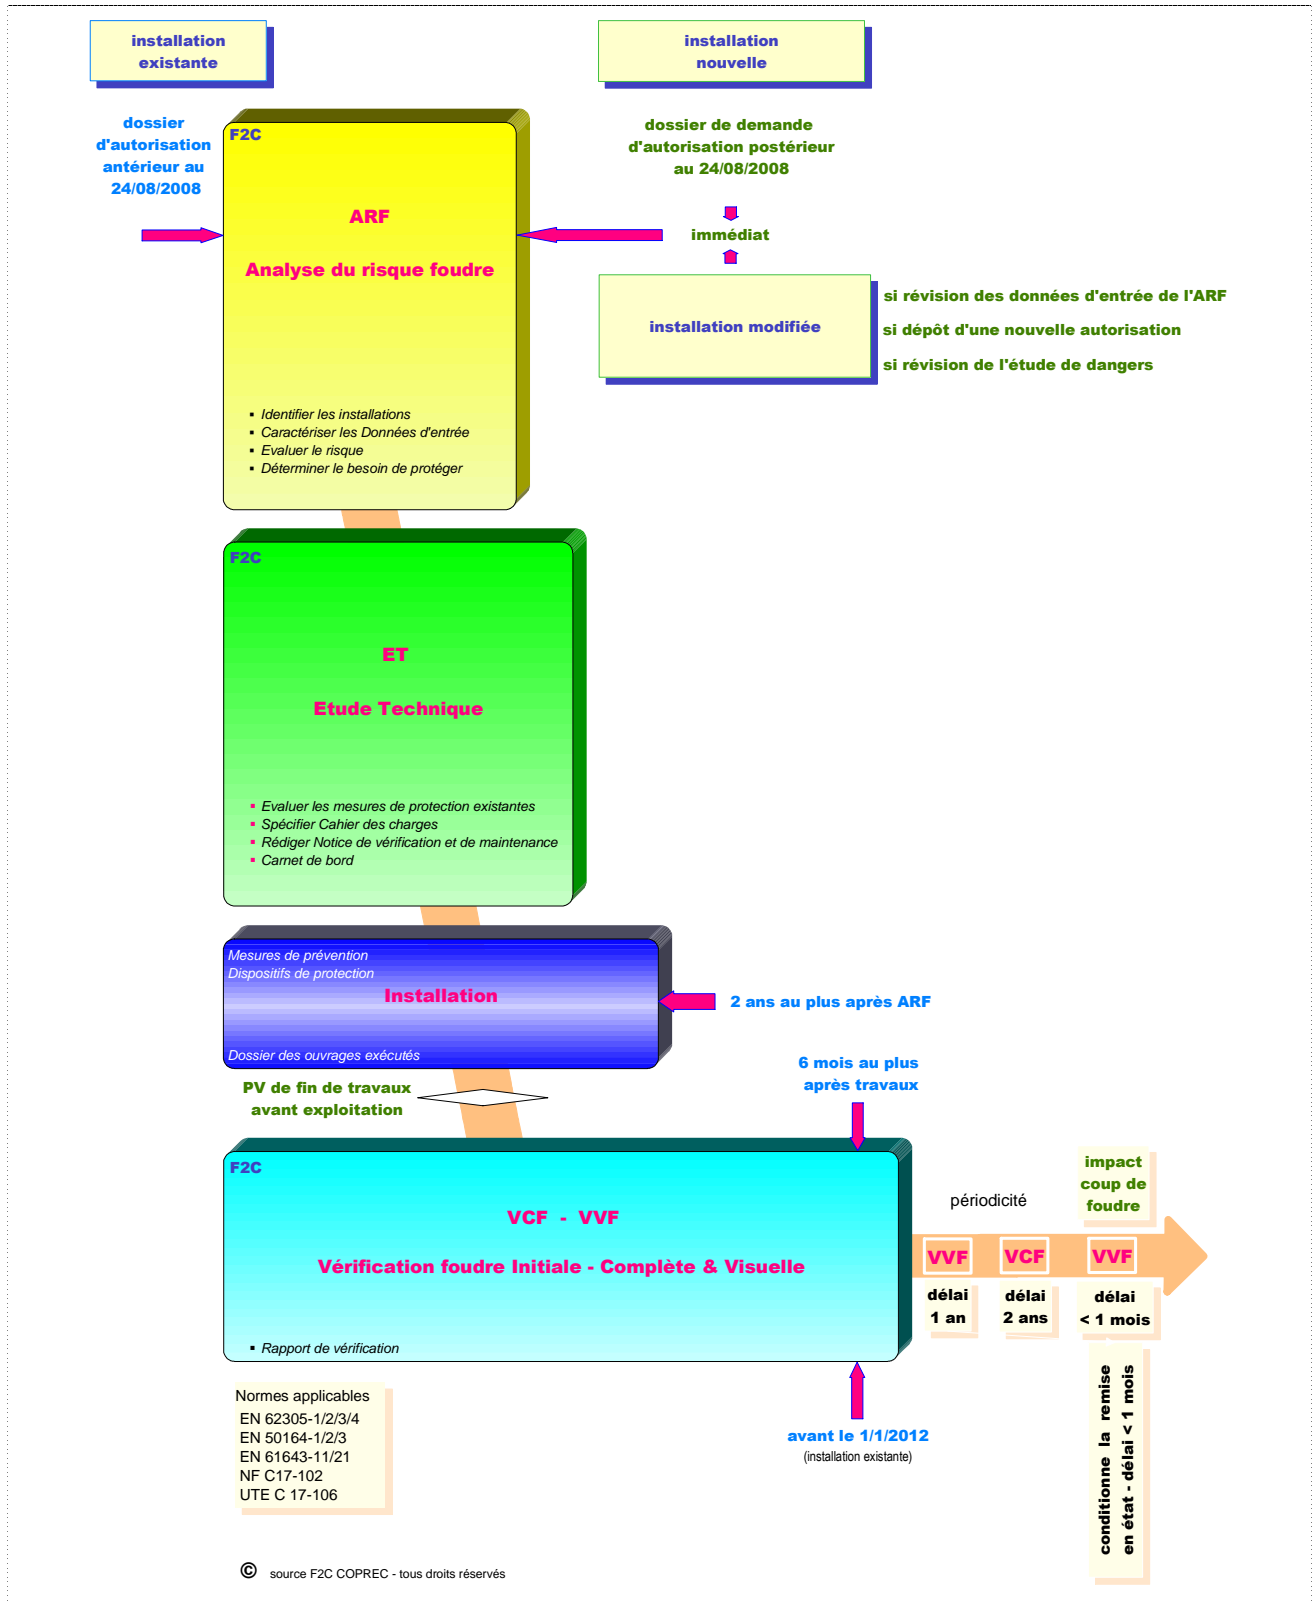 installation
existante
installation
nouvelle
dossier
d'autorisation
antérieur au
24/08/2008
dossier de demande
d'autorisation postérieur
au 24/08/2008
immédiat
installation modifiée
si révision des données d'entrée de l'ARF
si dépôt d'une nouvelle autorisation
si révision de l'étude de dangers
F2C
ARF
Analyse du risque foudre
▪ Identifier les installations
▪ Caractériser les Données d'entrée
▪ Evaluer le risque
▪ Déterminer le besoin de protéger
F2C
ET
Etude Technique
▪ Evaluer les mesures de protection existantes
▪ Spécifier Cahier des charges
▪ Rédiger Notice de vérification et de maintenance
▪ Carnet de bord
Mesures de prévention
Dispositifs de protection
Installation
Dossier des ouvrages exécutés
2 ans au plus après ARF
PV de fin de travaux
avant exploitation
6 mois au plus
après travaux
F2C
VCF - VVF
Vérification foudre Initiale - Complète & Visuelle
▪ Rapport de vérification
périodicité
impact
coup de
foudre
VVF
VCF
VVF
délai
1 an
délai
2 ans
délai
< 1 mois
conditionne la remise
en état - délai < 1 mois
avant le 1/1/2012
(installation existante)
Normes applicables
EN 62305-1/2/3/4
EN 50164-1/2/3
EN 61643-11/21
NF C17-102
UTE C 17-106
© source F2C COPREC - tous droits réservés